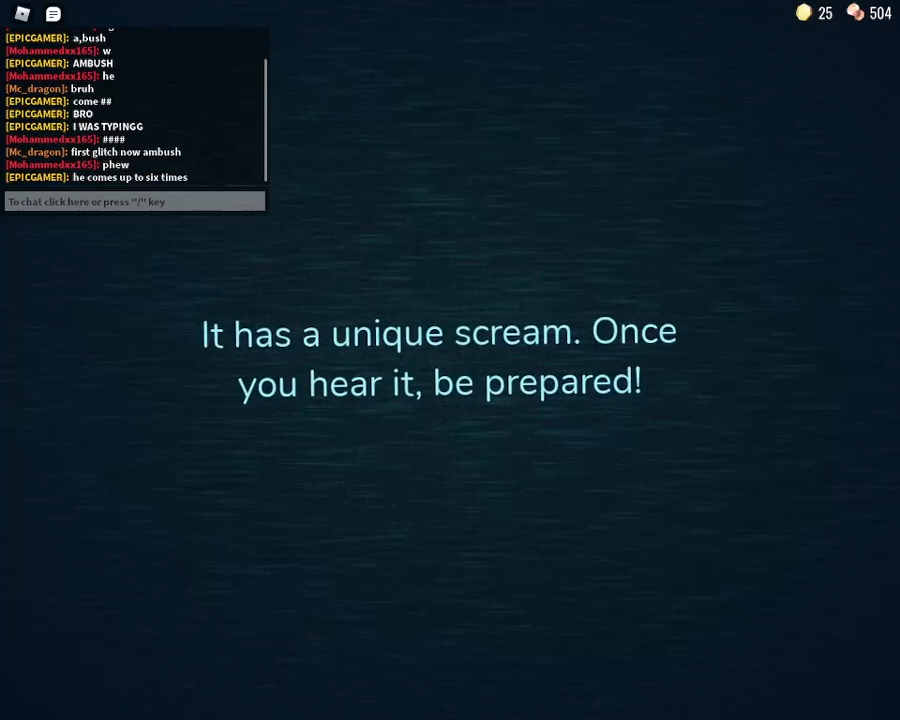 25
504
[EPICGAMER]: a,bush
[Mohammedxx165]: w
[EPICGAMER]: AMBUSH
[Mohammedxx165]: he
[Mc_dragon]: bruh
[EPICGAMER]: come ##
[EPICGAMER]: BRO
[EPICGAMER]: I WAS TYPINGG
[Mohammedxx165]: ####
[Mc_dragon]: first glitch now ambush
[Mohammedxx165]: phew
[EPICGAMER]: he comes up to six times
To chat click here or press "/" key
It has a unique scream. Once
you hear it, be prepared!